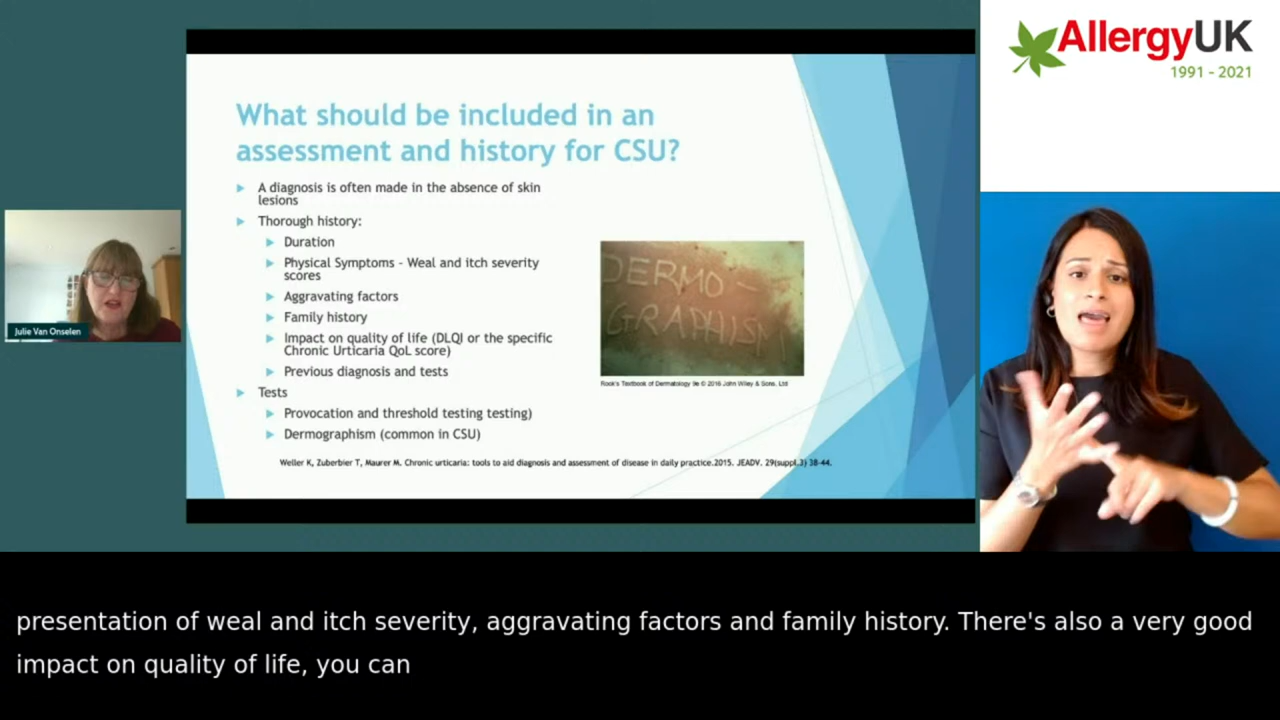 AllergyUK
1991 - 2021
What should be included in an
assessment and history for CSU?
A diagnosis is often made in the absence of skin
lesions
Thorough history:
Duration
Physical Symptoms - Weal and itch severity
scores
Aggravating factors
Family history
Impact on quality of life (DLQI or the specific
Chronic Urticaria QoL score)
Previous diagnosis and tests
Tests
Provocation and threshold testing testing)
Dermographism (common in CSU)
DERMO-
GRAPHISM
Rook's Textbook of Dermatology 9e © 2016 John Wiley & Sons, Ltd
Weller K, Zuberbier T, Maurer M. Chronic urticaria: tools to aid diagnosis and assessment of disease in daily practice.2015. JEADV. 29(suppl.3) 38-44.
Julie Van Onselen
presentation of weal and itch severity, aggravating factors and family history. There's also a very good
impact on quality of life, you can